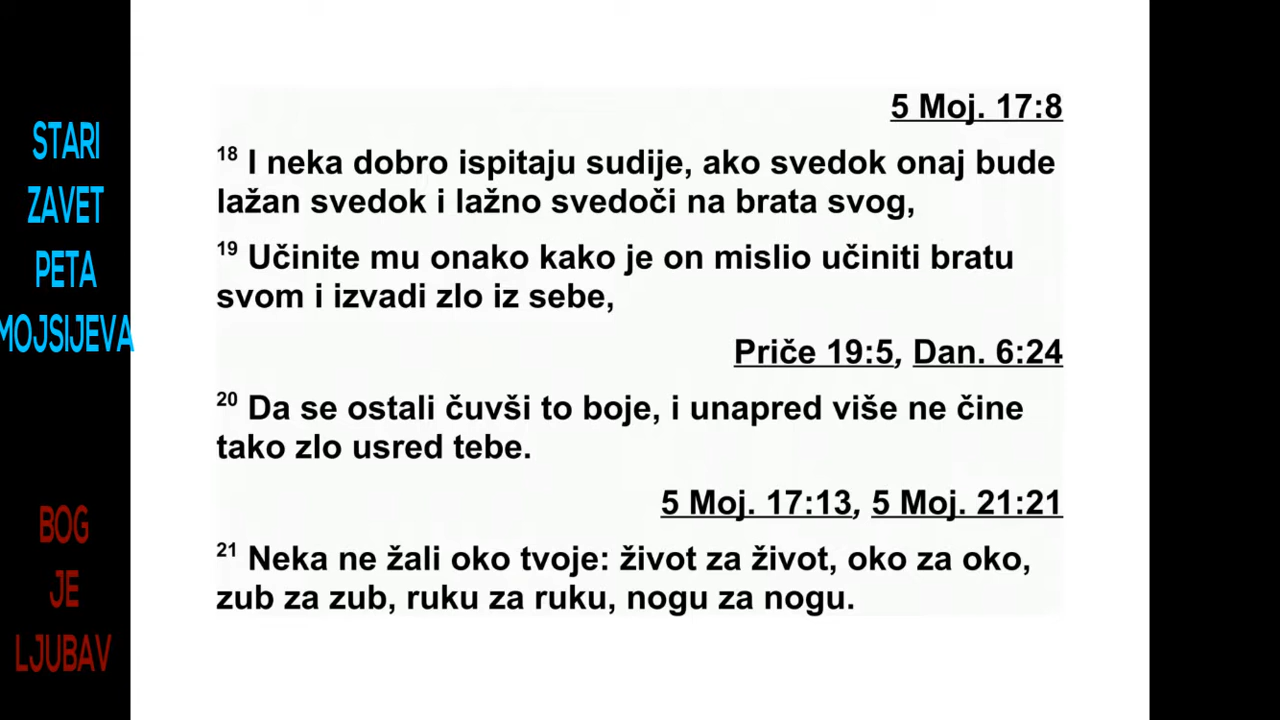 STARI
ZAVET
PETA
MOJSIJEVA
BOG
JE
LJUBAV
5 Moj. 17:8
18 I neka dobro ispitaju sudije, ako svedok onaj bude
lažan svedok i lažno svedoči na brata svog,
19 Učinite mu onako kako je on mislio učiniti bratu
svom i izvadi zlo iz sebe,
Priče 19:5, Dan. 6:24
20 Da se ostali čuvši to boje, i unapred više ne čine
tako zlo usred tebe.
5 Moj. 17:13, 5 Moj. 21:21
21 Neka ne žali oko tvoje: život za život, oko za oko,
zub za zub, ruku za ruku, nogu za nogu.